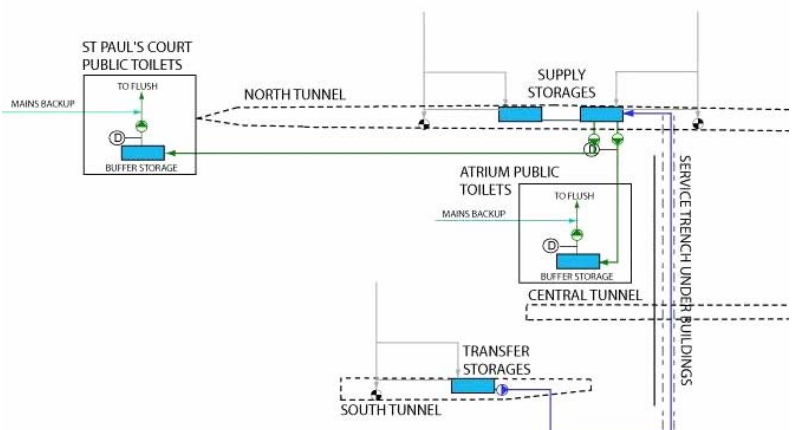 ST PAUL'S COURT
PUBLIC TOILETS
TO FLUSH
MAINS BACKUP
D
BUFFER STORAGE
NORTH TUNNEL
SUPPLY
STORAGES
D
ATRIUM PUBLIC
TOILETS
TO FLUSH
MAINS BACKUP
D
BUFFER STORAGE
SERVICE TRENCH UNDER BUILDINGS
CENTRAL TUNNEL
TRANSFER
STORAGES
SOUTH TUNNEL